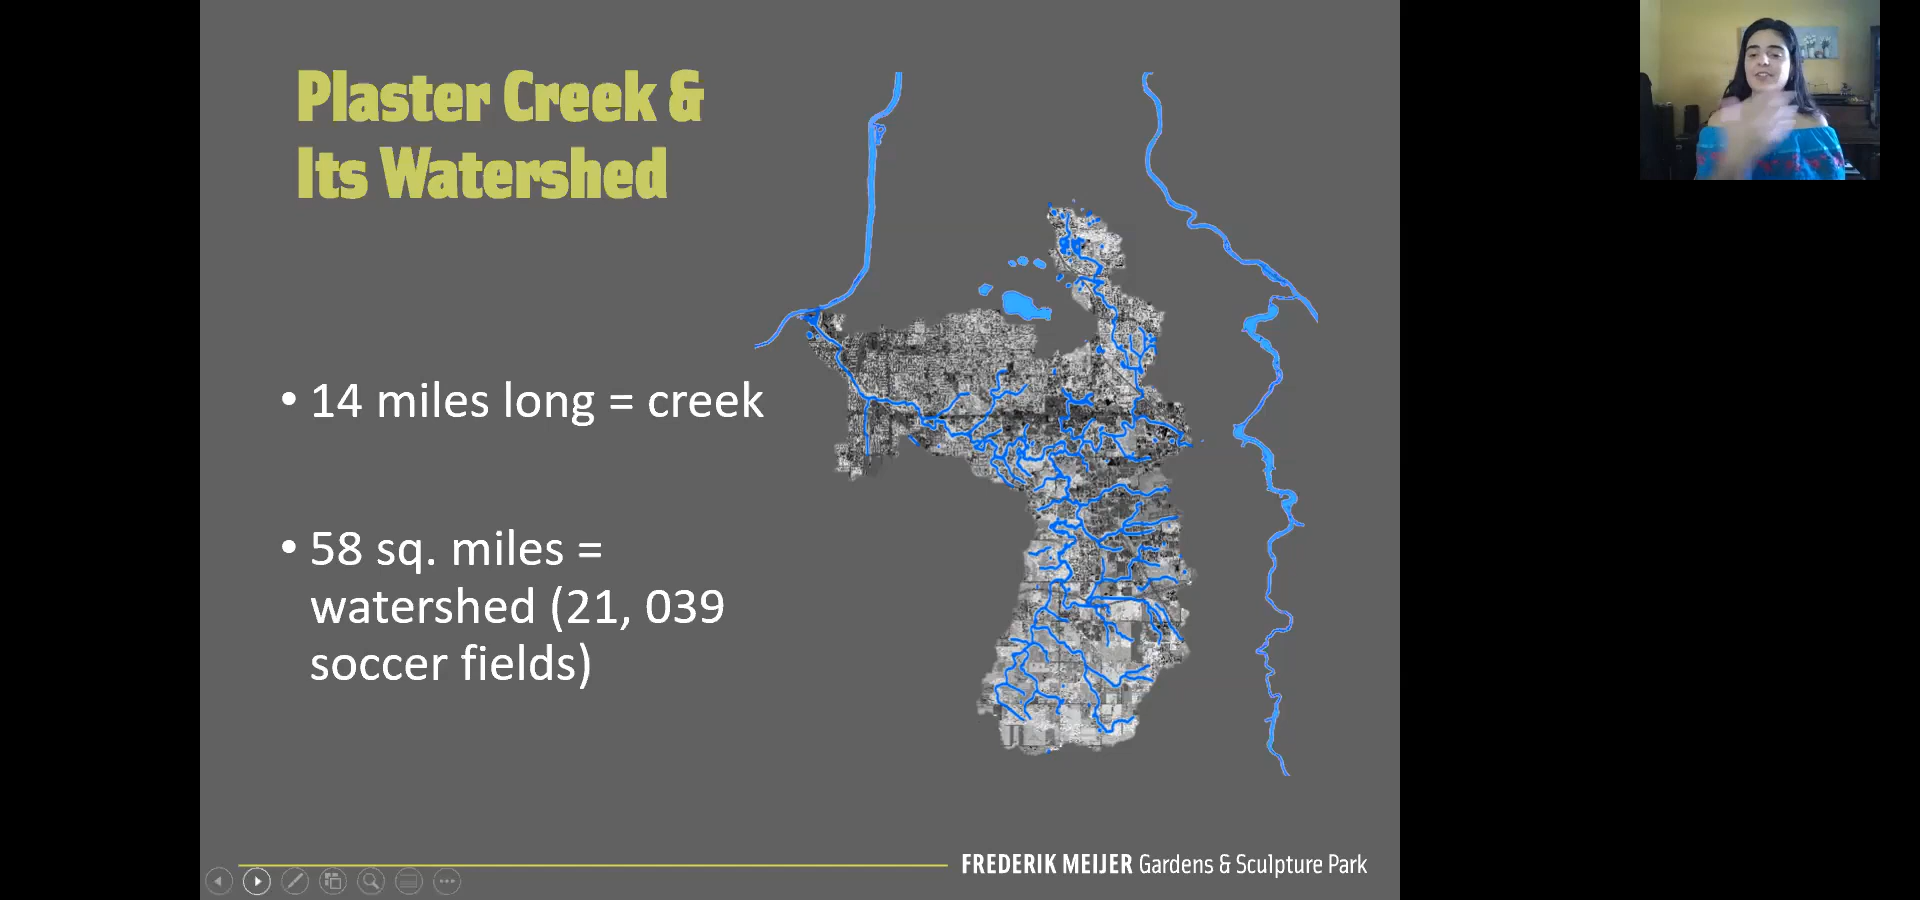 Plaster Creek &
Its Watershed
• 14 miles long = creek
• 58 sq. miles =
watershed (21, 039
soccer fields)
FREDERIK MEIJER Gardens & Sculpture Park